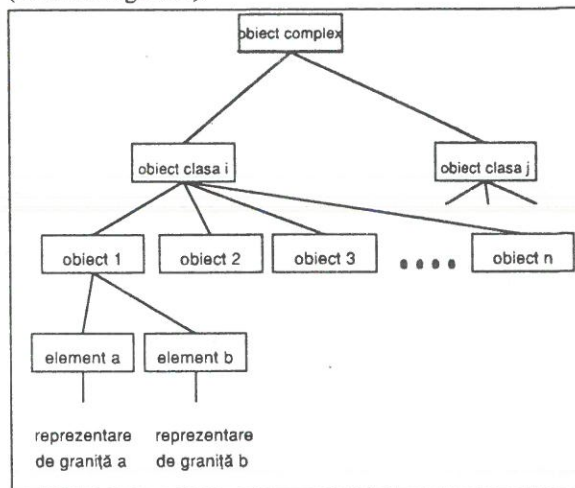 obiect complex
obiect clasa i
obiect clasa j
obiect 1
obiect 2
obiect 3
obiect n
element a
element b
reprezentare
de graniță a
reprezentare
de graniță b